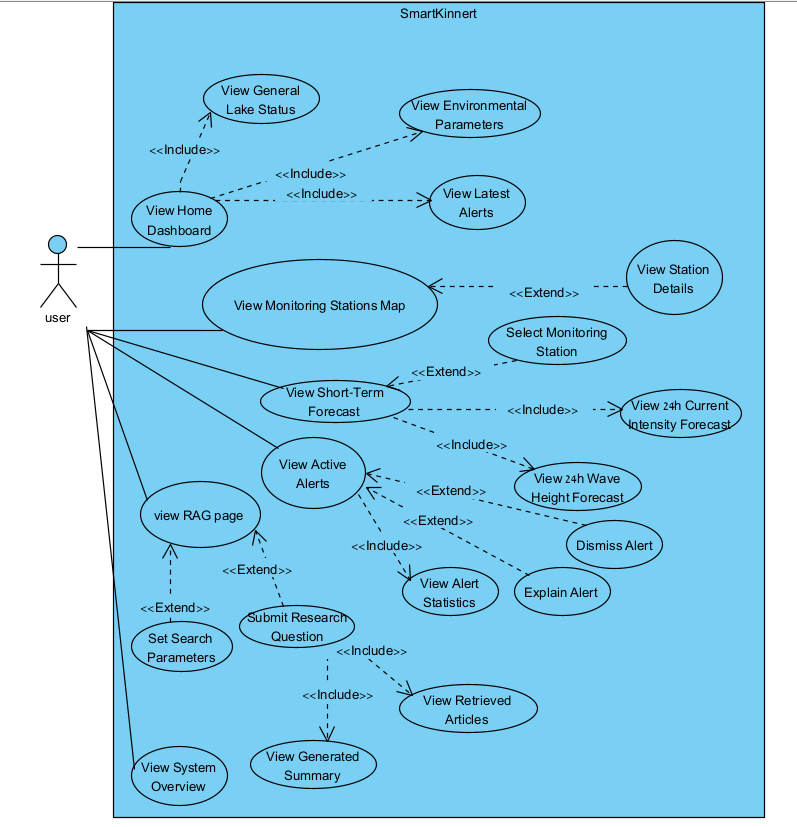 SmartKinnert
View General
Lake Status
View Environmental
Parameters
<<Include>>
<<Include>>
<<Include>>
View Latest
Alerts
View Home
Dashboard
user
View Monitoring Stations Map
<<Extend>>
View Station
Details
Select Monitoring
Station
<<Extend>>
View Short-Term
Forecast
<<Include>>
View 24h Current
Intensity Forecast
<<Include>>
View Active
Alerts
View 24h Wave
Height Forecast
<<Extend>>
view RAG page
<<Extend>>
Dismiss Alert
<<Include>>
<<Extend>>
View Alert
Statistics
Explain Alert
<<Extend>>
Submit Research
Question
Set Search
Parameters
<<Include>>
<<Include>>
View Retrieved
Articles
View Generated
Summary
View System
Overview